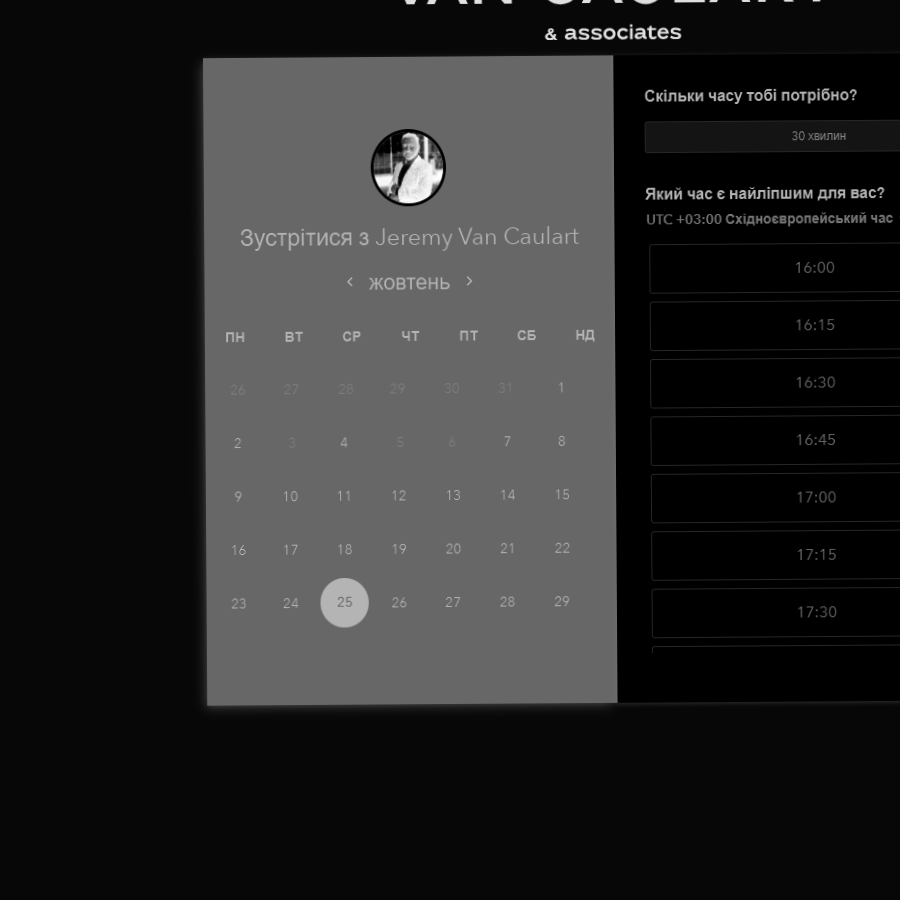 VAN CAULART
& associates
Зустрітися з Jeremy Van Caulart
жовтень
ПН ВТ СР ЧТ ПТ СБ НД
26 27 28 29 30 31 1
2 3 4 5 6 7 8
9 10 11 12 13 14 15
16 17 18 19 20 21 22
23 24 25 26 27 28 29
Скільки часу тобі потрібно?
30 хвилин
Який час є найліпшим для вас?
UTC +03:00 Східноєвропейський час
16:00
16:15
16:30
16:45
17:00
17:15
17:30